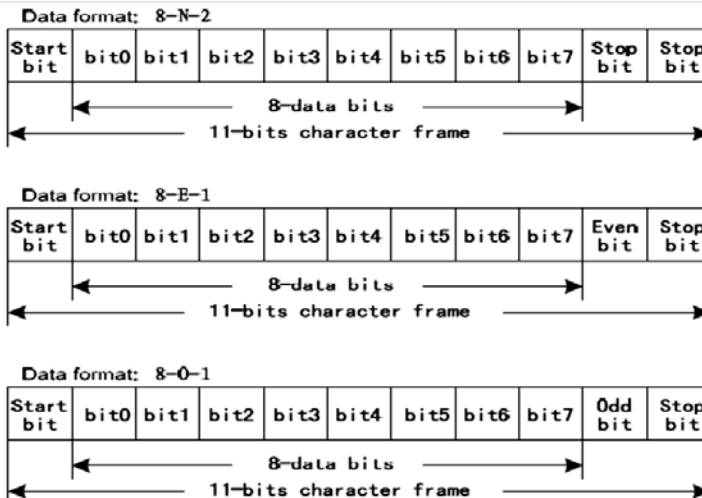 Data format: 8-N-2
Start bit0 bit1 bit2 bit3 bit4 bit5 bit6 bit7 Stop Stop
bit bit bit
8-data bits
11-bits character frame
Data format: 8-E-1
Start bit0 bit1 bit2 bit3 bit4 bit5 bit6 bit7 Even Stop
bit bit bit
8-data bits
11-bits character frame
Data format: 8-O-1
Start bit0 bit1 bit2 bit3 bit4 bit5 bit6 bit7 Odd Stop
bit bit bit
8-data bits
11-bits character frame